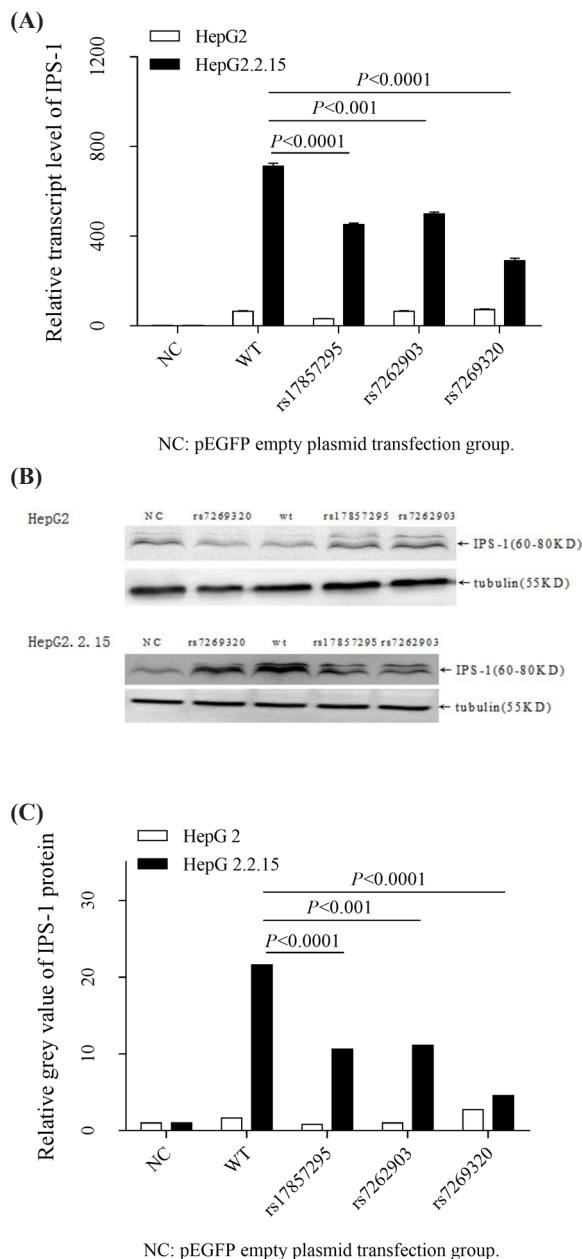 (A)
HepG2
HepG2.2.15
Relative transcript level of IPS-1
1200
800
400
0
P<0.0001
P<0.001
P<0.0001
NC
WT
rs17857295
rs7262903
rs7269320
NC: pEGFP empty plasmid transfection group.
(B)
HepG2
NC rs7269320 wt rs17857295 rs7262903
←IPS-1(60-80KD)
←tubulin(55KD)
HepG2.2.15
NC rs7269320 wt rs17857295 rs7262903
←IPS-1(60-80KD)
←tubulin(55KD)
(C)
HepG 2
HepG 2.2.15
Relative grey value of IPS-1 protein
30
20
10
0
P<0.0001
P<0.001
P<0.0001
NC
WT
rs17857295
rs7262903
rs7269320
NC: pEGFP empty plasmid transfection group.